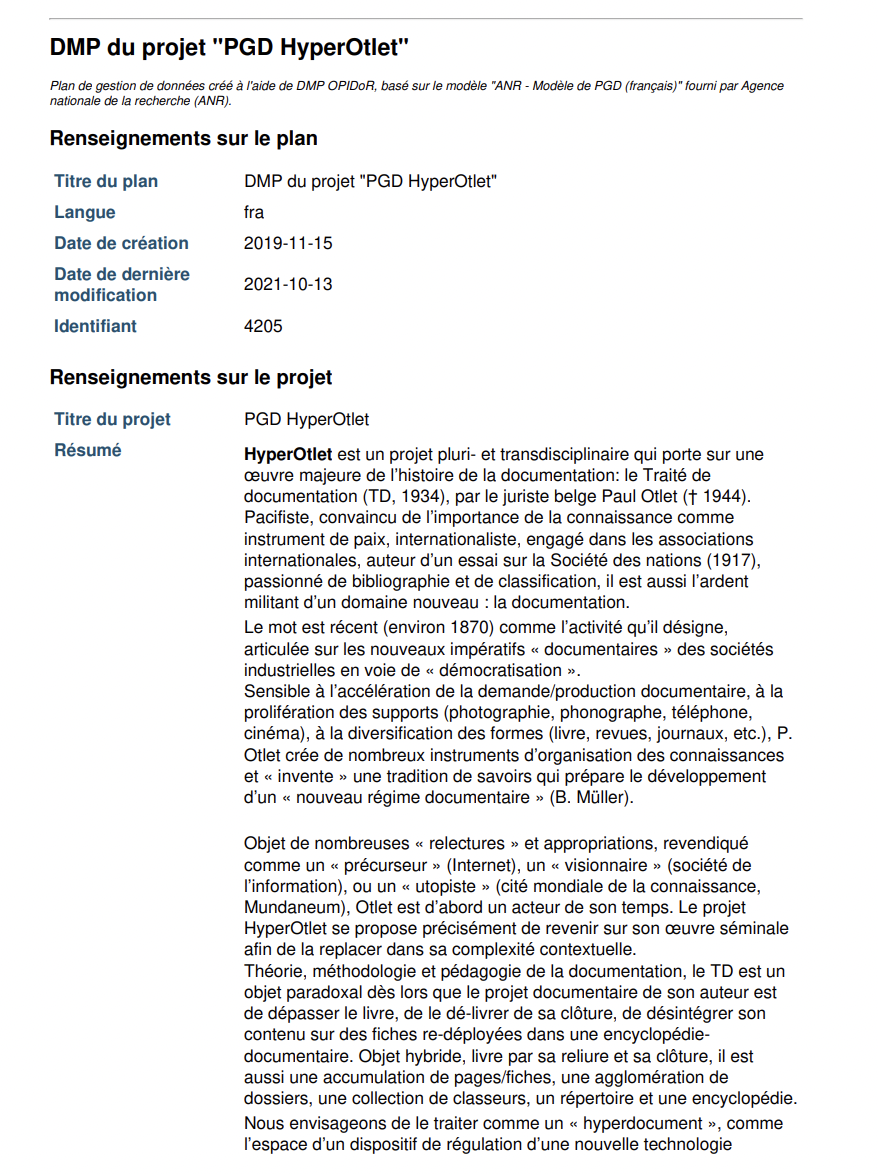 DMP du projet "PGD HyperOtlet"
Plan de gestion de données créé à l'aide de DMP OPIDoR, basé sur le modèle "ANR - Modèle de PGD (français)" fourni par Agence
nationale de la recherche (ANR).
Renseignements sur le plan
Titre du plan DMP du projet "PGD HyperOtlet"
Langue fra
Date de création 2019-11-15
Date de dernière
modification 2021-10-13
Identifiant 4205
Renseignements sur le projet
Titre du projet PGD HyperOtlet
Résumé
HyperOtlet est un projet pluri- et transdisciplinaire qui porte sur une
œuvre majeure de l’histoire de la documentation: le Traité de
documentation (TD, 1934), par le juriste belge Paul Otlet († 1944).
Pacifiste, convaincu de l’importance de la connaissance comme
instrument de paix, internationaliste, engagé dans les associations
internationales, auteur d’un essai sur la Société des nations (1917),
passionné de bibliographie et de classification, il est aussi l’ardent
militant d’un domaine nouveau : la documentation.
Le mot est récent (environ 1870) comme l’activité qu’il désigne,
articulée sur les nouveaux impératifs « documentaires » des sociétés
industrielles en voie de « démocratisation ».
Sensible à l’accélération de la demande/production documentaire, à la
prolifération des supports (photographie, phonographe, téléphone,
cinéma), à la diversification des formes (livre, revues, journaux, etc.), P.
Otlet crée de nombreux instruments d’organisation des connaissances
et « invente » une tradition de savoirs qui prépare le développement
d’un « nouveau régime documentaire » (B. Müller).
Objet de nombreuses « relectures » et appropriations, revendiqué
comme un « précurseur » (Internet), un « visionnaire » (société de
l’information), ou un « utopiste » (cité mondiale de la connaissance,
Mundaneum), Otlet est d’abord un acteur de son temps. Le projet
HyperOtlet se propose précisément de revenir sur son œuvre séminale
afin de la replacer dans sa complexité contextuelle.
Théorie, méthodologie et pédagogie de la documentation, le TD est un
objet paradoxal dès lors que le projet documentaire de son auteur est
de dépasser le livre, de le dé-livrer de sa clôture, de désintégrer son
contenu sur des fiches re-déployées dans une encyclopédie-
documentaire. Objet hybride, livre par sa reliure et sa clôture, il est
aussi une accumulation de pages/fiches, une agglomération de
dossiers, une collection de classeurs, un répertoire et une encyclopédie.
Nous envisageons de le traiter comme un « hyperdocument », comme
l’espace d’un dispositif de régulation d’une nouvelle technologie